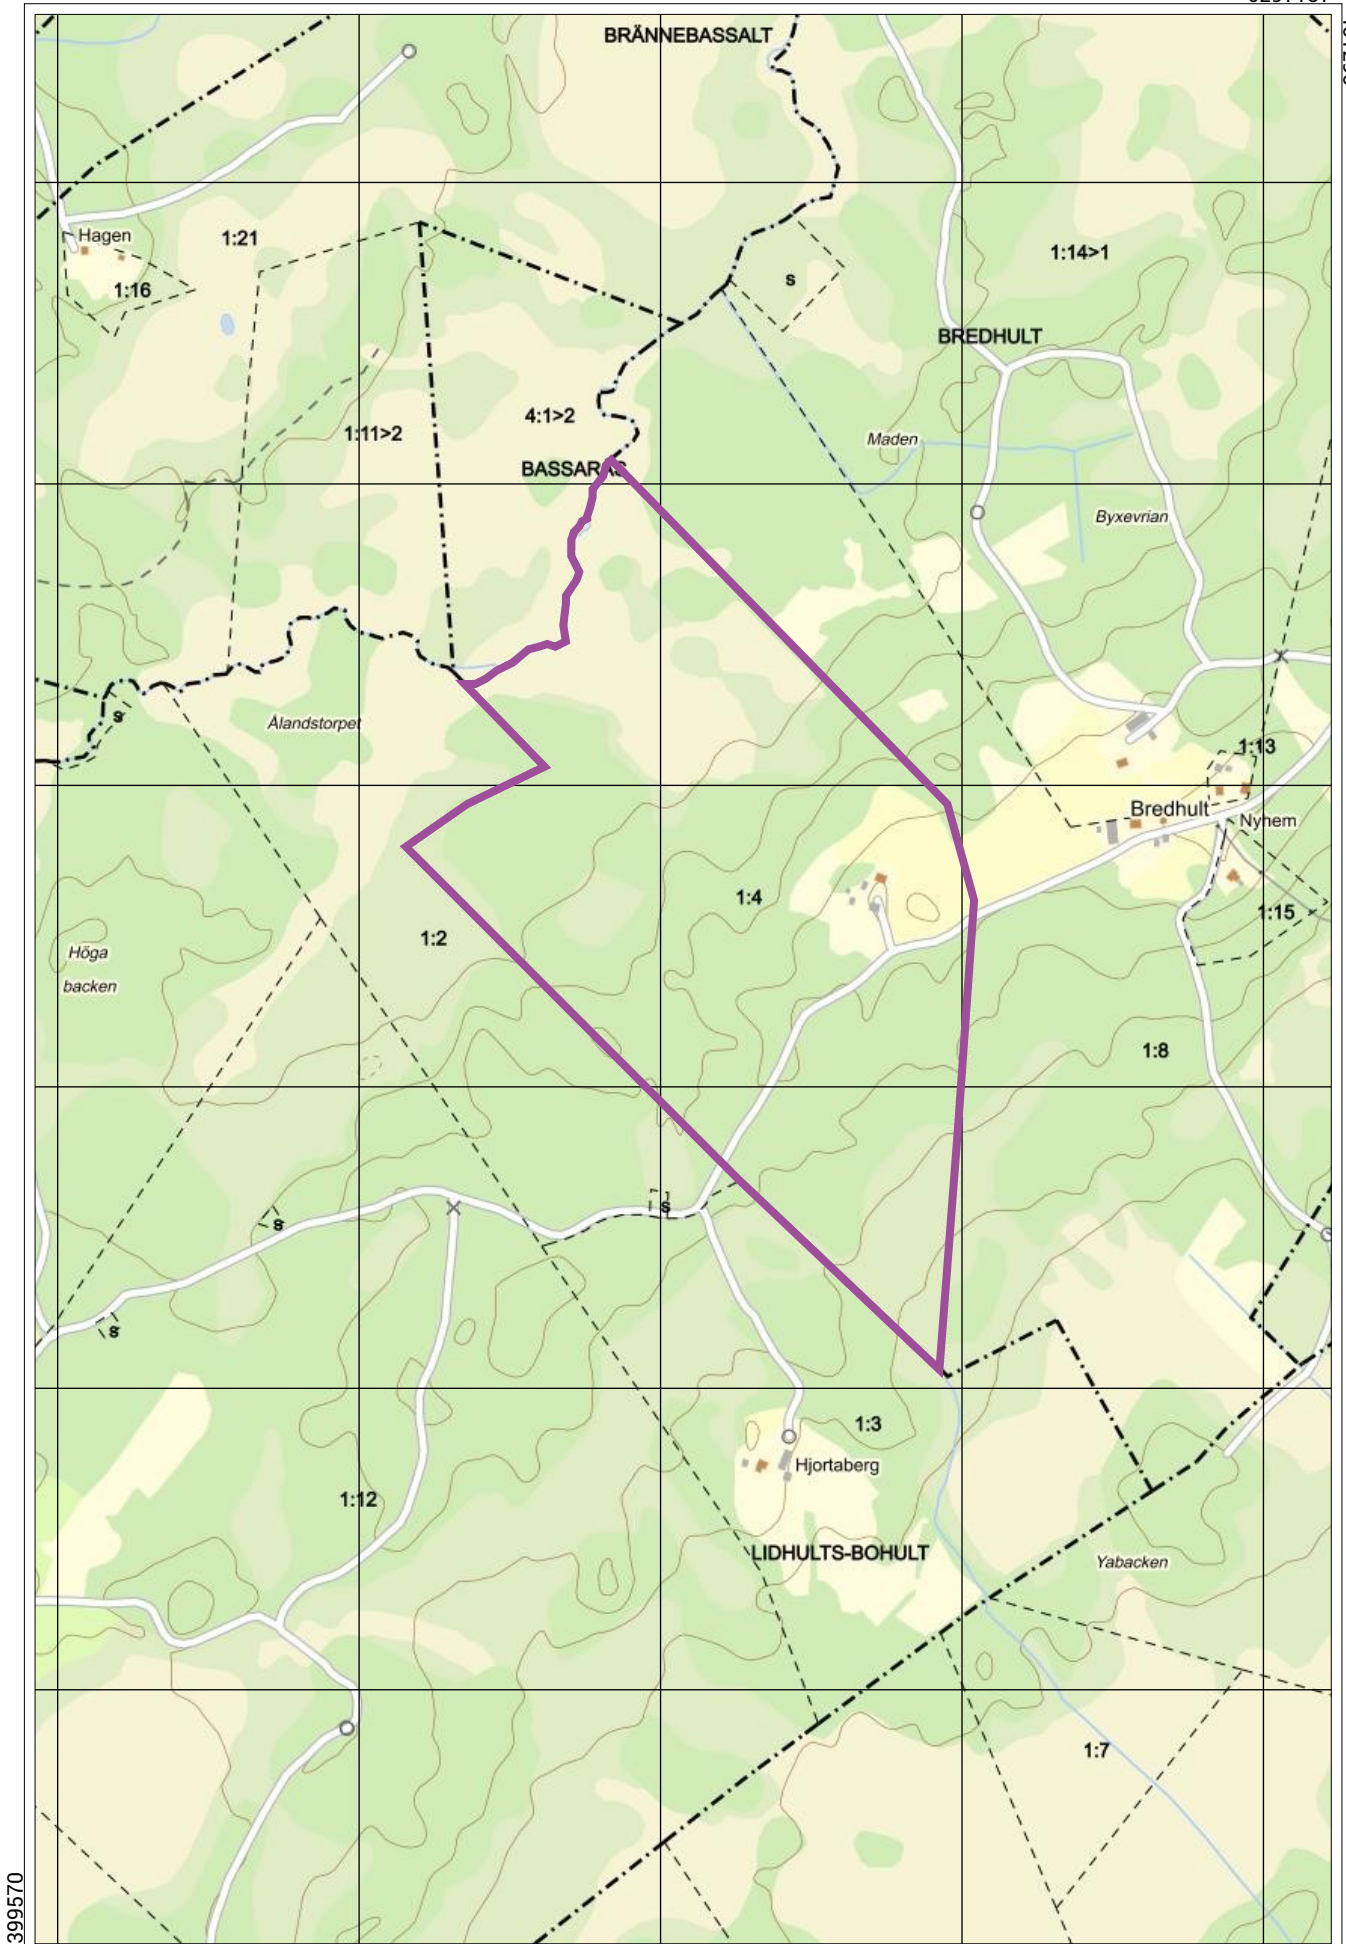 BRÄNNEBASSALT
Hagen
1:21
1:14>1
1:16
s
BREDHULT
4:1>2
1:11>2
Maden
BASSARÅS
Byxevrian
s
Ålandstorpet
1:13
Bredhult
Nyhem
1:4
1:15
1:2
Höga
backen
1:8
s
s
s
1:3
Hjortaberg
1:12
LIDHULTS-BOHULT
Yabacken
1:7
399570